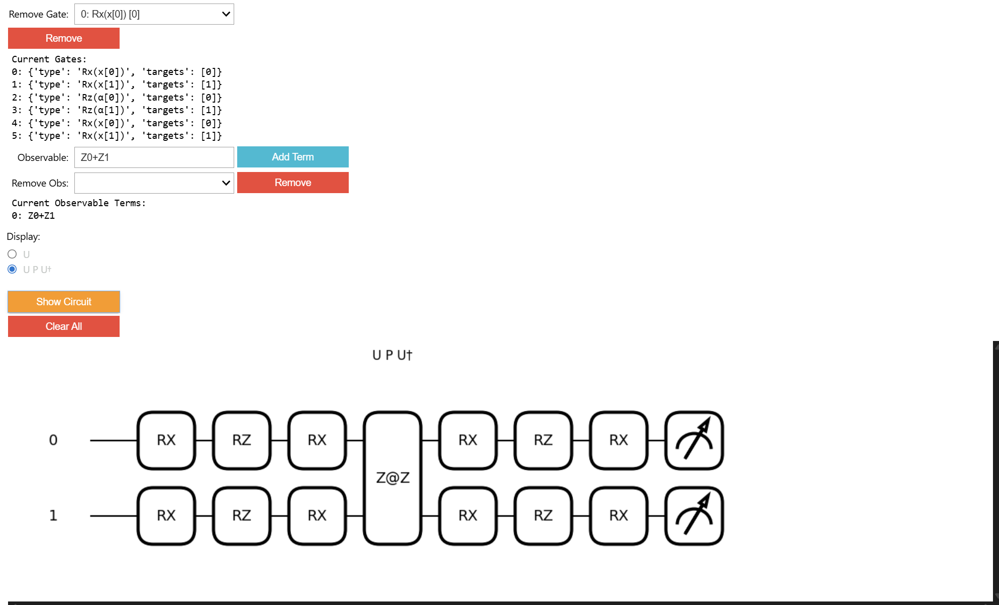 Remove Gate: 0: Rx(x[0]) [0]
Remove
Current Gates:
0: {'type': 'Rx(x[0])', 'targets': [0]}
1: {'type': 'Rx(x[1])', 'targets': [1]}
2: {'type': 'Rz(α[0])', 'targets': [0]}
3: {'type': 'Rz(α[1])', 'targets': [1]}
4: {'type': 'Rx(x[0])', 'targets': [0]}
5: {'type': 'Rx(x[1])', 'targets': [1]}
Observable: Z0+Z1 Add Term
Remove Obs: Remove
Current Observable Terms:
0: Z0+Z1
Display:
U
U P U†
Show Circuit
Clear All
U P U†
0 RX RZ RX RX RZ RX
Z@Z
1 RX RZ RX RX RZ RX